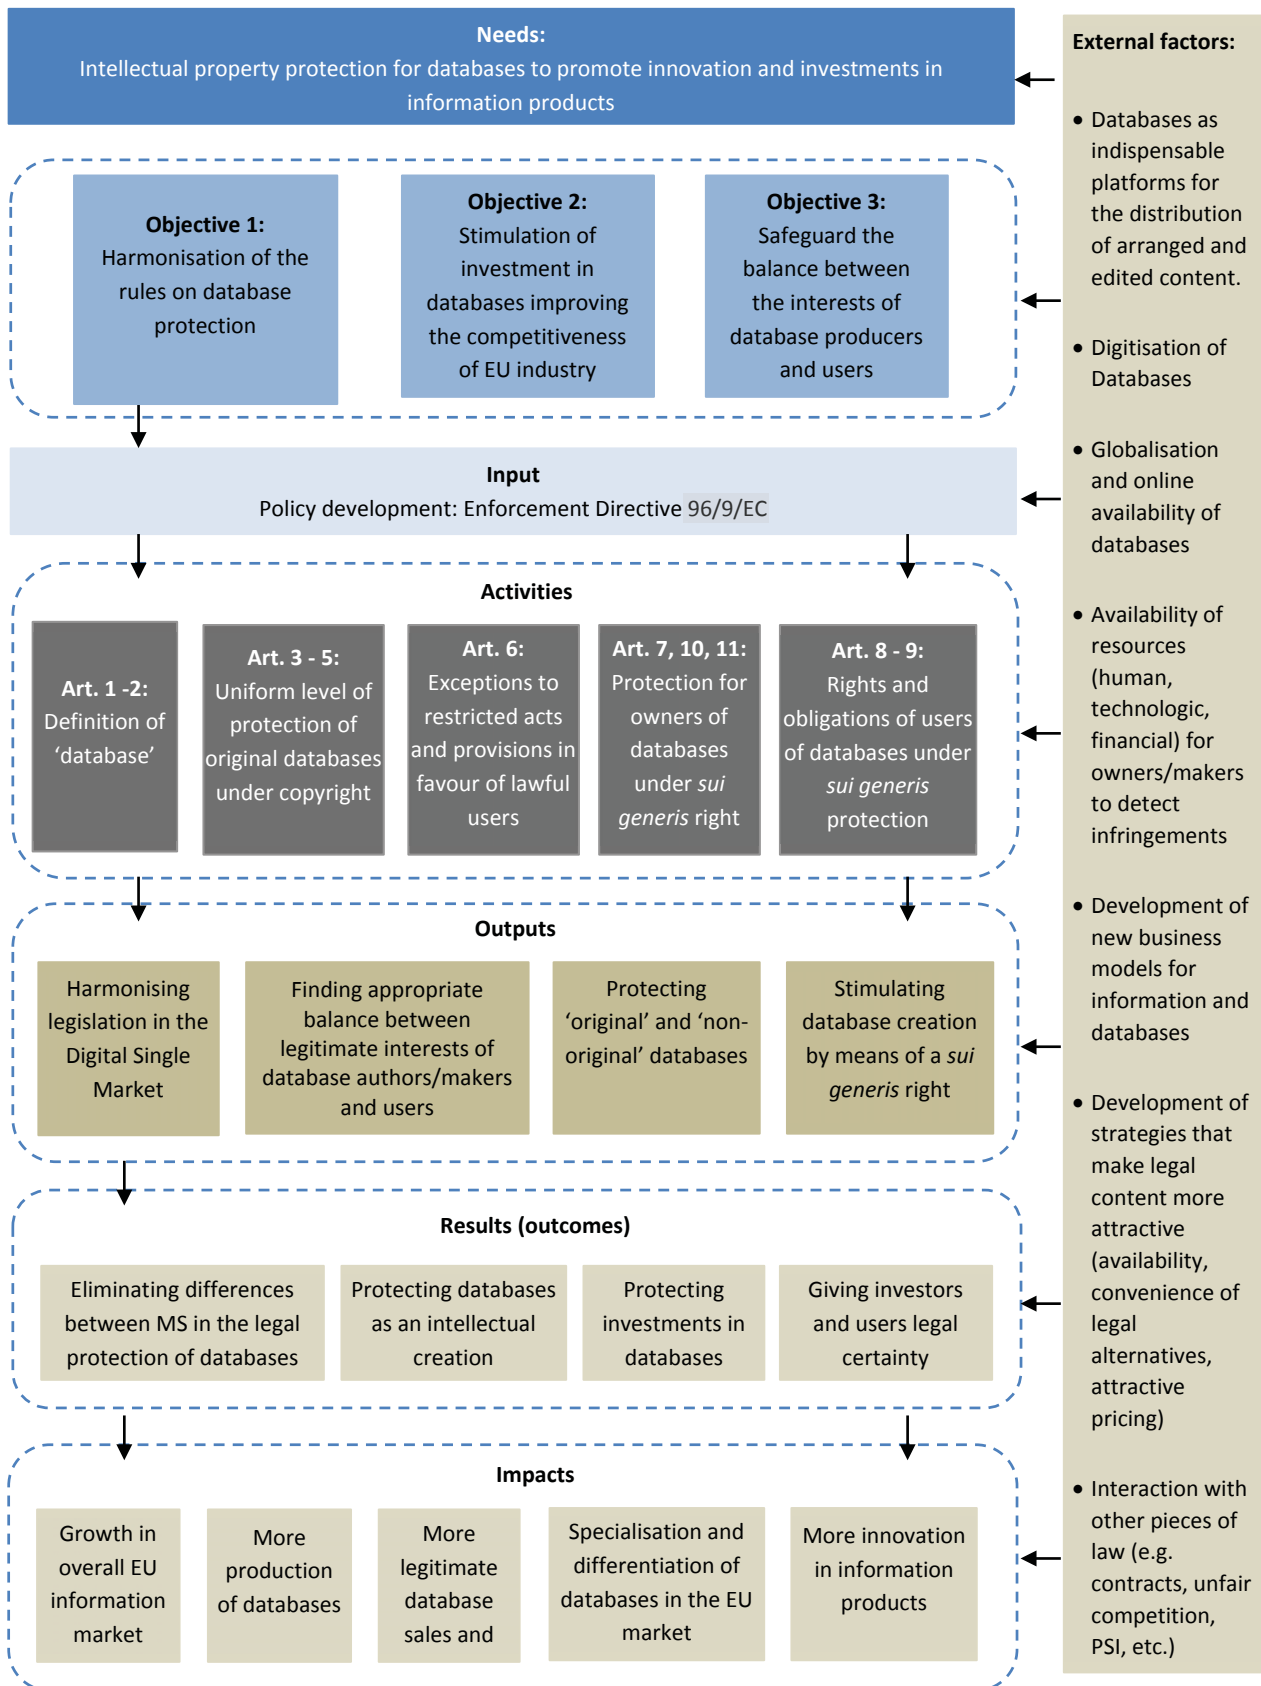 Needs:
Intellectual property protection for databases to promote innovation and investments in
information products
Objective 1:
Harmonisation of the
rules on database
protection
Objective 2:
Stimulation of
investment in
databases improving
the competitiveness
of EU industry
Objective 3:
Safeguard the
balance between
the interests of
database producers
and users
Input
Policy development: Enforcement Directive 96/9/EC
Activities
Art. 1 -2:
Definition of
‘database’
Art. 3 - 5:
Uniform level of
protection of
original databases
under copyright
Art. 6:
Exceptions to
restricted acts
and provisions in
favour of lawful
users
Art. 7, 10, 11:
Protection for
owners of
databases
under sui
generis right
Art. 8 - 9:
Rights and
obligations of users
of databases under
sui generis
protection
Outputs
Harmonising
legislation in the
Digital Single
Market
Finding appropriate
balance between
legitimate interests of
database authors/makers
and users
Protecting
‘original’ and ‘non-
original’ databases
Stimulating
database creation
by means of a sui
generis right
Results (outcomes)
Eliminating differences
between MS in the legal
protection of databases
Protecting databases
as an intellectual
creation
Protecting
investments in
databases
Giving investors
and users legal
certainty
Impacts
Growth in
overall EU
information
market
More
production
of databases
More
legitimate
database
sales and
Specialisation and
differentiation of
databases in the EU
market
More innovation
in information
products
External factors:
• Databases as
indispensable
platforms for
the distribution
of arranged and
edited content.
• Digitisation of
Databases
• Globalisation
and online
availability of
databases
• Availability of
resources
(human,
technologic,
financial) for
owners/makers
to detect
infringements
• Development of
new business
models for
information and
databases
• Development of
strategies that
make legal
content more
attractive
(availability,
convenience of
legal
alternatives,
attractive
pricing)
• Interaction with
other pieces of
law (e.g.
contracts, unfair
competition,
PSI, etc.)